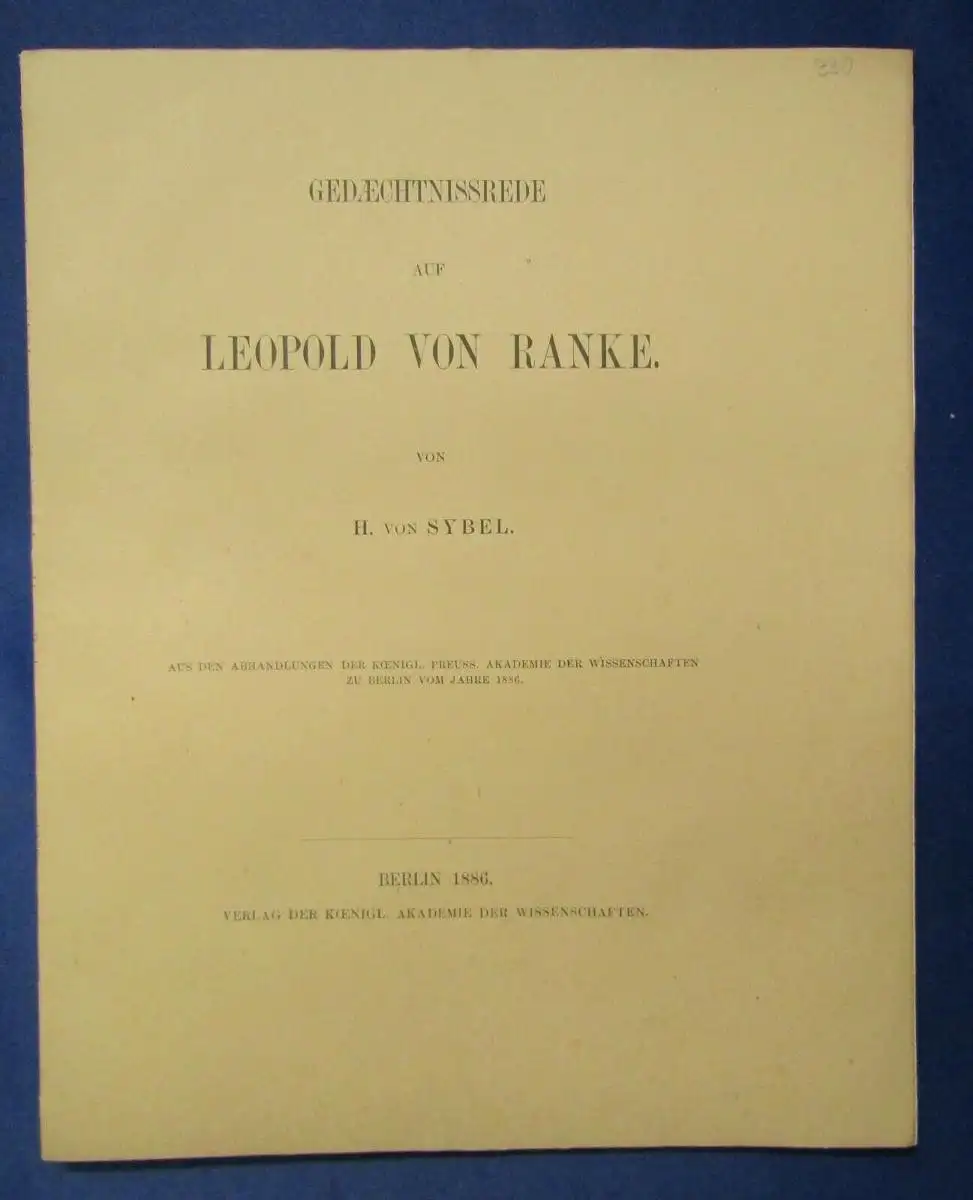 GEDÆCHTNISSREDE
AUF
LEOPOLD VON RANKE.
VON
H. VON SYBEL.
AUS DEN ABHANDLUNGEN DER KŒNIGL. PREUSS. AKADEMIE DER WISSENSCHAFTEN
ZU BERLIN VOM JAHRE 1886.
BERLIN 1886.
VERLAG DER KŒNIGL. AKADEMIE DER WISSENSCHAFTEN.